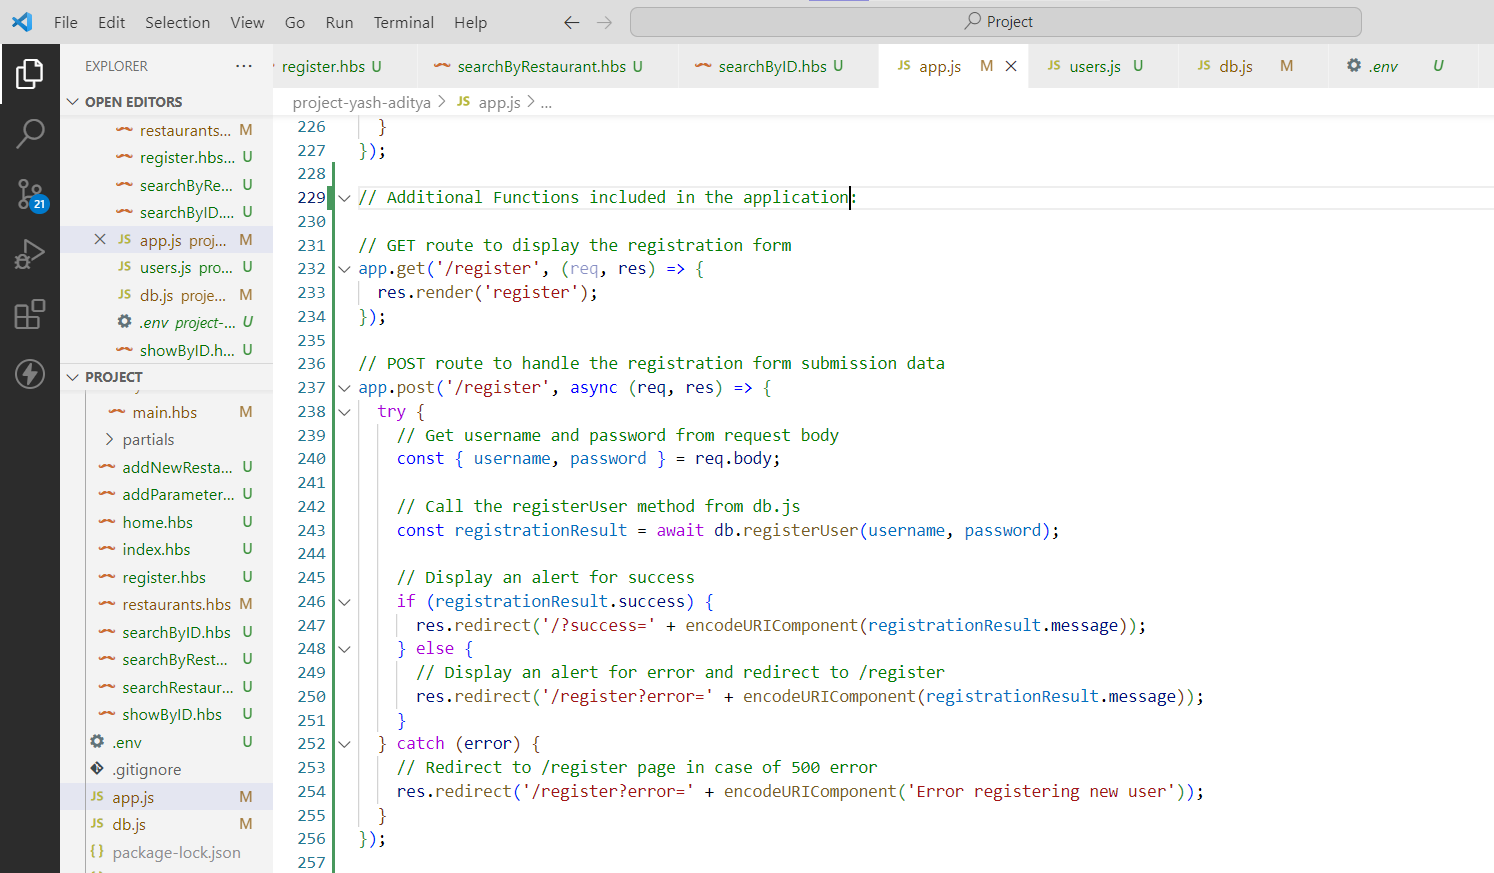 File Edit Selection View Go Run Terminal Help Project
EXPLORER ···
register.hbs U searchByRestaurant.hbs U searchByID.hbs U JS app.js M JS users.js U JS db.js M .env U
OPEN EDITORS
project-yash-aditya > JS app.js > ...
restaurants... M
register.hbs... U
searchByRe... U
searchByID.... U
JS app.js proj... M
JS users.js pro... U
JS db.js proje... M
.env project-... U
showByID.h... U
21
PROJECT
main.hbs M
partials
addNewResta... U
addParameter... U
home.hbs U
index.hbs U
register.hbs U
restaurants.hbs M
searchByID.hbs U
searchByRest... U
searchRestaur... U
showByID.hbs U
.env U
.gitignore
JS app.js M
JS db.js M
{} package-lock.json
226 }
227 });
228
229 // Additional Functions included in the application:
230
231 // GET route to display the registration form
232 app.get('/register', (req, res) => {
233 res.render('register');
234 });
235
236 // POST route to handle the registration form submission data
237 app.post('/register', async (req, res) => {
238 try {
239 // Get username and password from request body
240 const { username, password } = req.body;
241
242 // Call the registerUser method from db.js
243 const registrationResult = await db.registerUser(username, password);
244
245 // Display an alert for success
246 if (registrationResult.success) {
247 res.redirect('/?success=' + encodeURIComponent(registrationResult.message));
248 } else {
249 // Display an alert for error and redirect to /register
250 res.redirect('/register?error=' + encodeURIComponent(registrationResult.message));
251 }
252 } catch (error) {
253 // Redirect to /register page in case of 500 error
254 res.redirect('/register?error=' + encodeURIComponent('Error registering new user'));
255 }
256 });
257